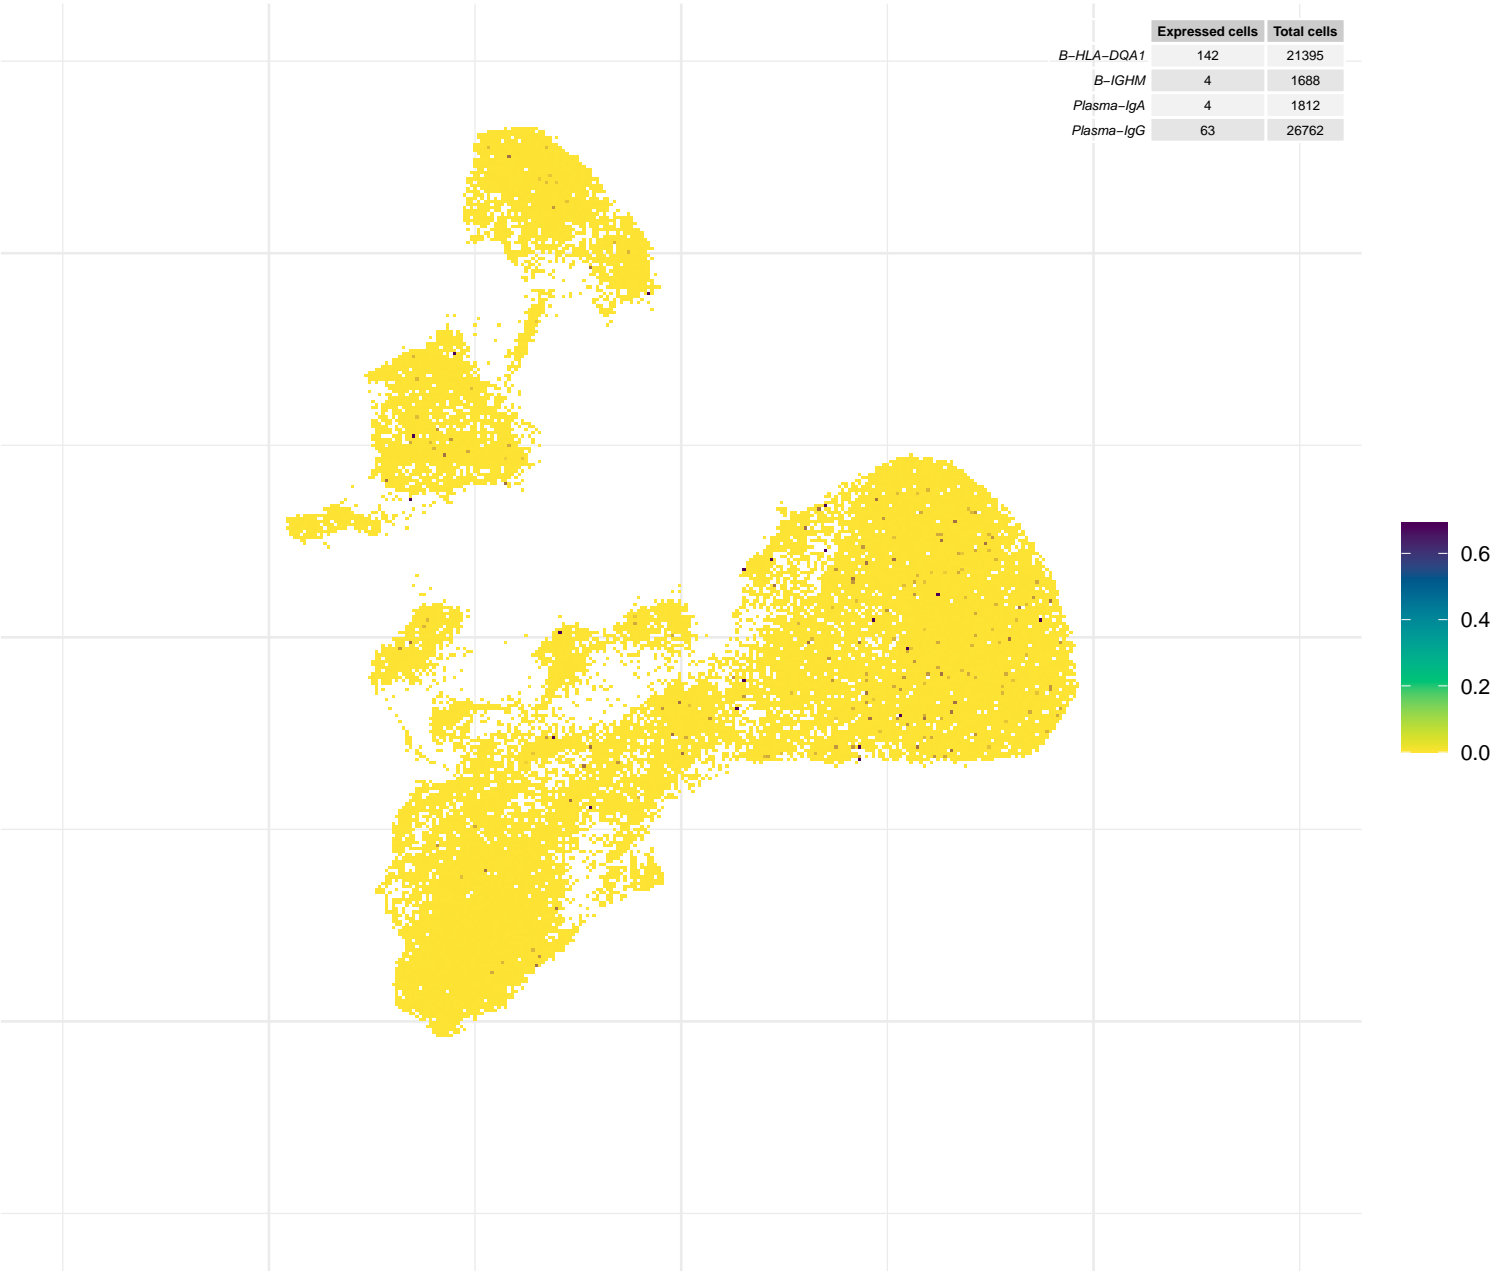 Expressed cells Total cells
B−HLA−DQA1 142 21395
B−IGHM 4 1688
Plasma−IgA 4 1812
Plasma−IgG 63 26762
0.6
0.4
0.2
0.0